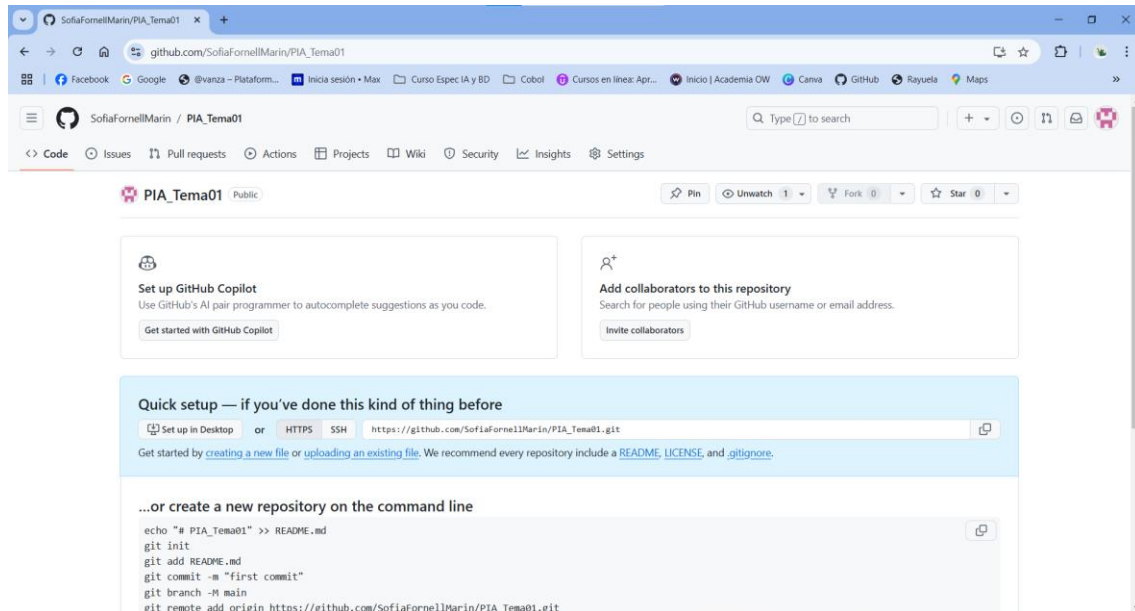 SofiaFornellMarin/PIA_Tema01
github.com/SofiaFornellMarin/PIA_Tema01
Facebook Google @vanza – Plataform... Inicia sesión • Max Curso Espec IA y BD Cobol Cursos en línea: Apr... Inicio | Academia OW Canva GitHub Rayuela Maps
SofiaFornellMarin / PIA_Tema01 Type / to search
Code Issues Pull requests Actions Projects Wiki Security Insights Settings
PIA_Tema01 Public Pin Unwatch 1 Fork 0 Star 0
Set up GitHub Copilot
Use GitHub's AI pair programmer to autocomplete suggestions as you code.
Get started with GitHub Copilot
Add collaborators to this repository
Search for people using their GitHub username or email address.
Invite collaborators
Quick setup — if you've done this kind of thing before
Set up in Desktop or HTTPS SSH https://github.com/SofiaFornellMarin/PIA_Tema01.git
Get started by creating a new file or uploading an existing file. We recommend every repository include a README, LICENSE, and .gitignore.
...or create a new repository on the command line
echo "# PIA_Tema01" >> README.md
git init
git add README.md
git commit -m "first commit"
git branch -M main
git remote add origin https://github.com/SofiaFornellMarin/PIA_Tema01.git